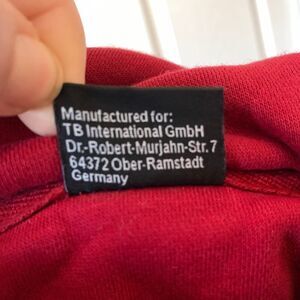 Manufactured for:
TB International GmbH
Dr.-Robert-Murjahn-Str. 7
64372 Ober-Ramstadt
Germany